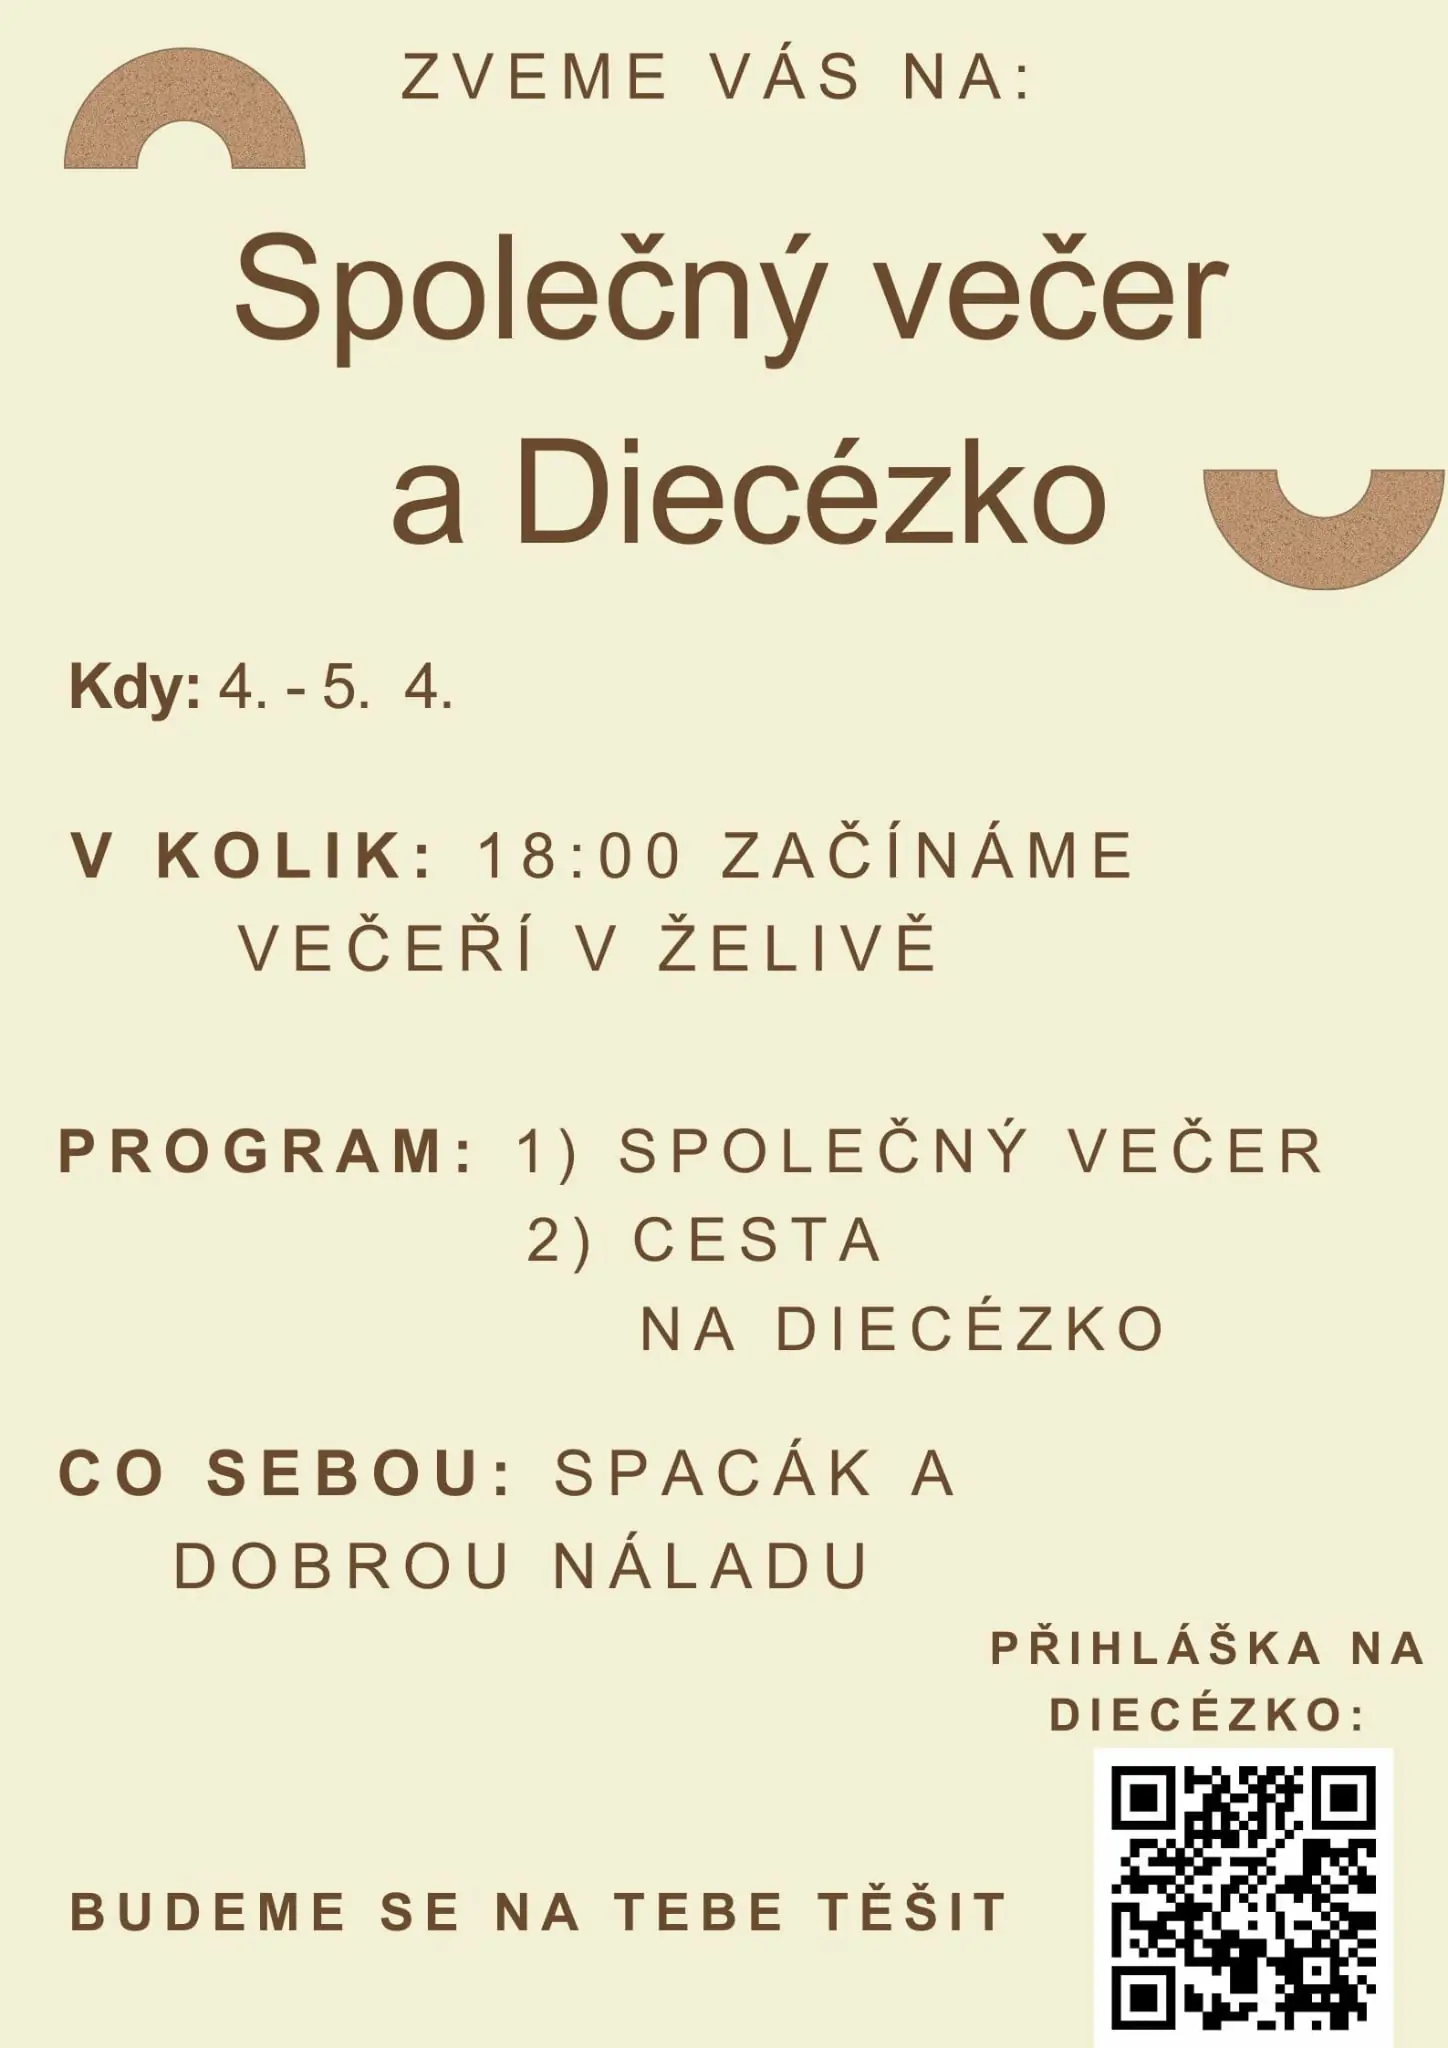 ZVEME VÁS NA:
Společný večer
a Diecézko
Kdy: 4. - 5. 4.
V KOLIK: 18:00 ZAČÍNÁME
VEČEŘÍ V ŽELIVĚ
PROGRAM: 1) SPOLEČNÝ VEČER
2) CESTA
NA DIECÉZKO
CO SEBOU: SPACÁK A
DOBROU NÁLADU
PŘIHLÁŠKA NA
DIECÉZKO:
BUDEME SE NA TEBE TĚŠIT